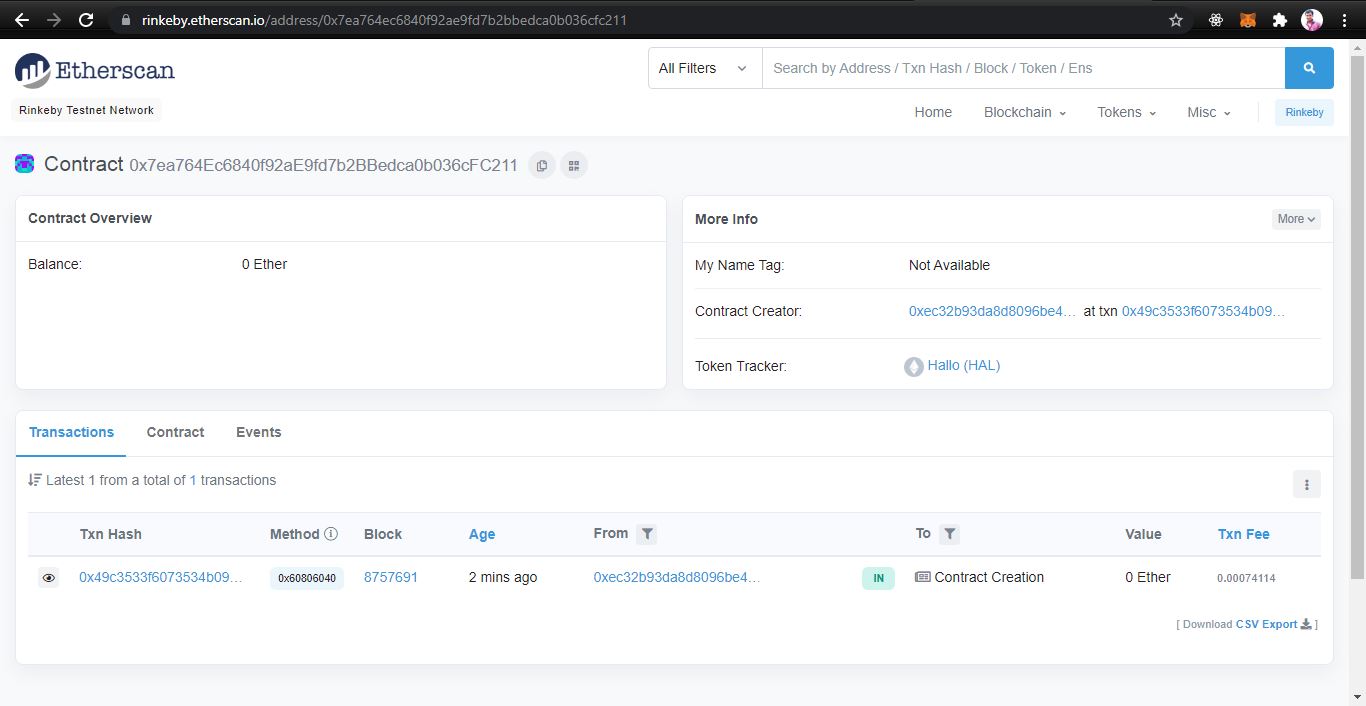 rinkeby.etherscan.io/address/0x7ea764ec6840f92ae9fd7b2bbedca0b036cfc211
Etherscan
All Filters
Search by Address / Txn Hash / Block / Token / Ens
Rinkeby Testnet Network
Home Blockchain Tokens Misc Rinkeby
Contract 0x7ea764Ec6840f92aE9fd7b2BBedca0b036cFC211
Contract Overview
Balance: 0 Ether
More Info More
My Name Tag: Not Available
Contract Creator: 0xec32b93da8d8096be4... at txn 0x49c3533f6073534b09...
Token Tracker: Hallo (HAL)
Transactions Contract Events
Latest 1 from a total of 1 transactions
Txn Hash Method Block Age From To Value Txn Fee
0x49c3533f6073534b09... 0x60806040 8757691 2 mins ago 0xec32b93da8d8096be4... IN Contract Creation 0 Ether 0.00074114
[ Download CSV Export ]